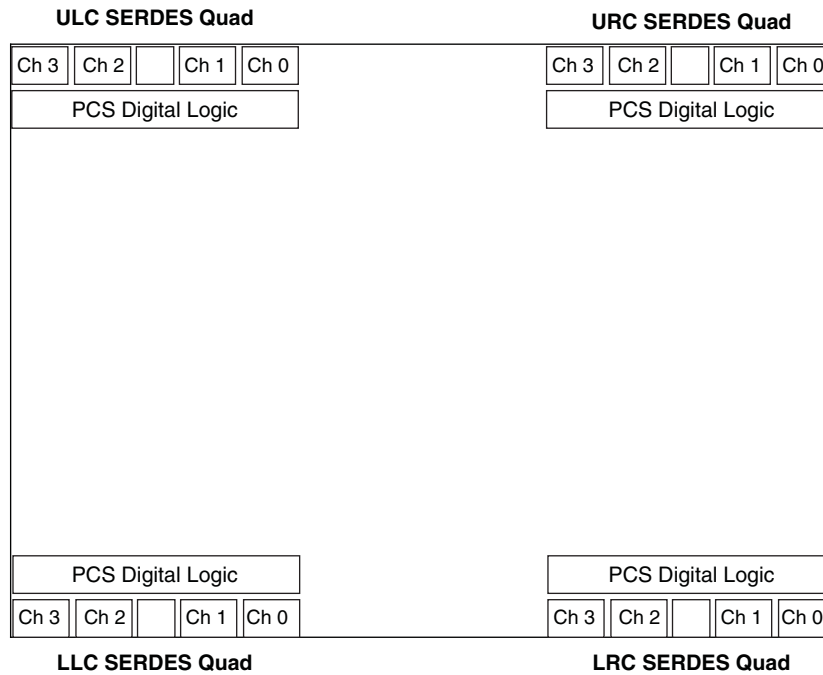 ULC SERDES Quad
URC SERDES Quad
Ch 3 Ch 2 Ch 1 Ch 0
Ch 3 Ch 2 Ch 1 Ch 0
PCS Digital Logic
PCS Digital Logic
PCS Digital Logic
PCS Digital Logic
Ch 3 Ch 2 Ch 1 Ch 0
Ch 3 Ch 2 Ch 1 Ch 0
LLC SERDES Quad
LRC SERDES Quad